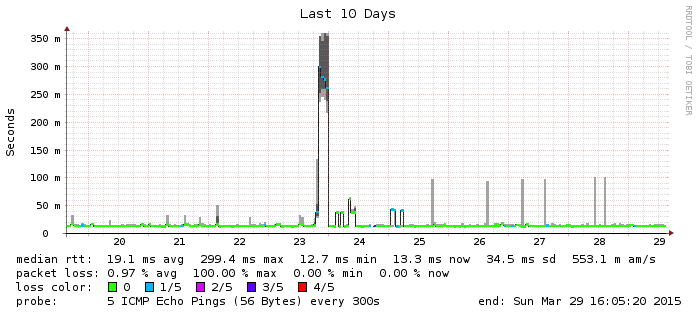 Last 10 Days
RRDTOOL / TOBI OETIKER
Seconds
350 m
300 m
250 m
200 m
150 m
100 m
50 m
0
20 21 22 23 24 25 26 27 28 29
median rtt: 19.1 ms avg 299.4 ms max 12.7 ms min 13.3 ms now 34.5 ms sd 553.1 m am/s
packet loss: 0.97 % avg 100.00 % max 0.00 % min 0.00 % now
loss color: 0 1/5 2/5 3/5 4/5
probe: 5 ICMP Echo Pings (56 Bytes) every 300s end: Sun Mar 29 16:05:20 2015